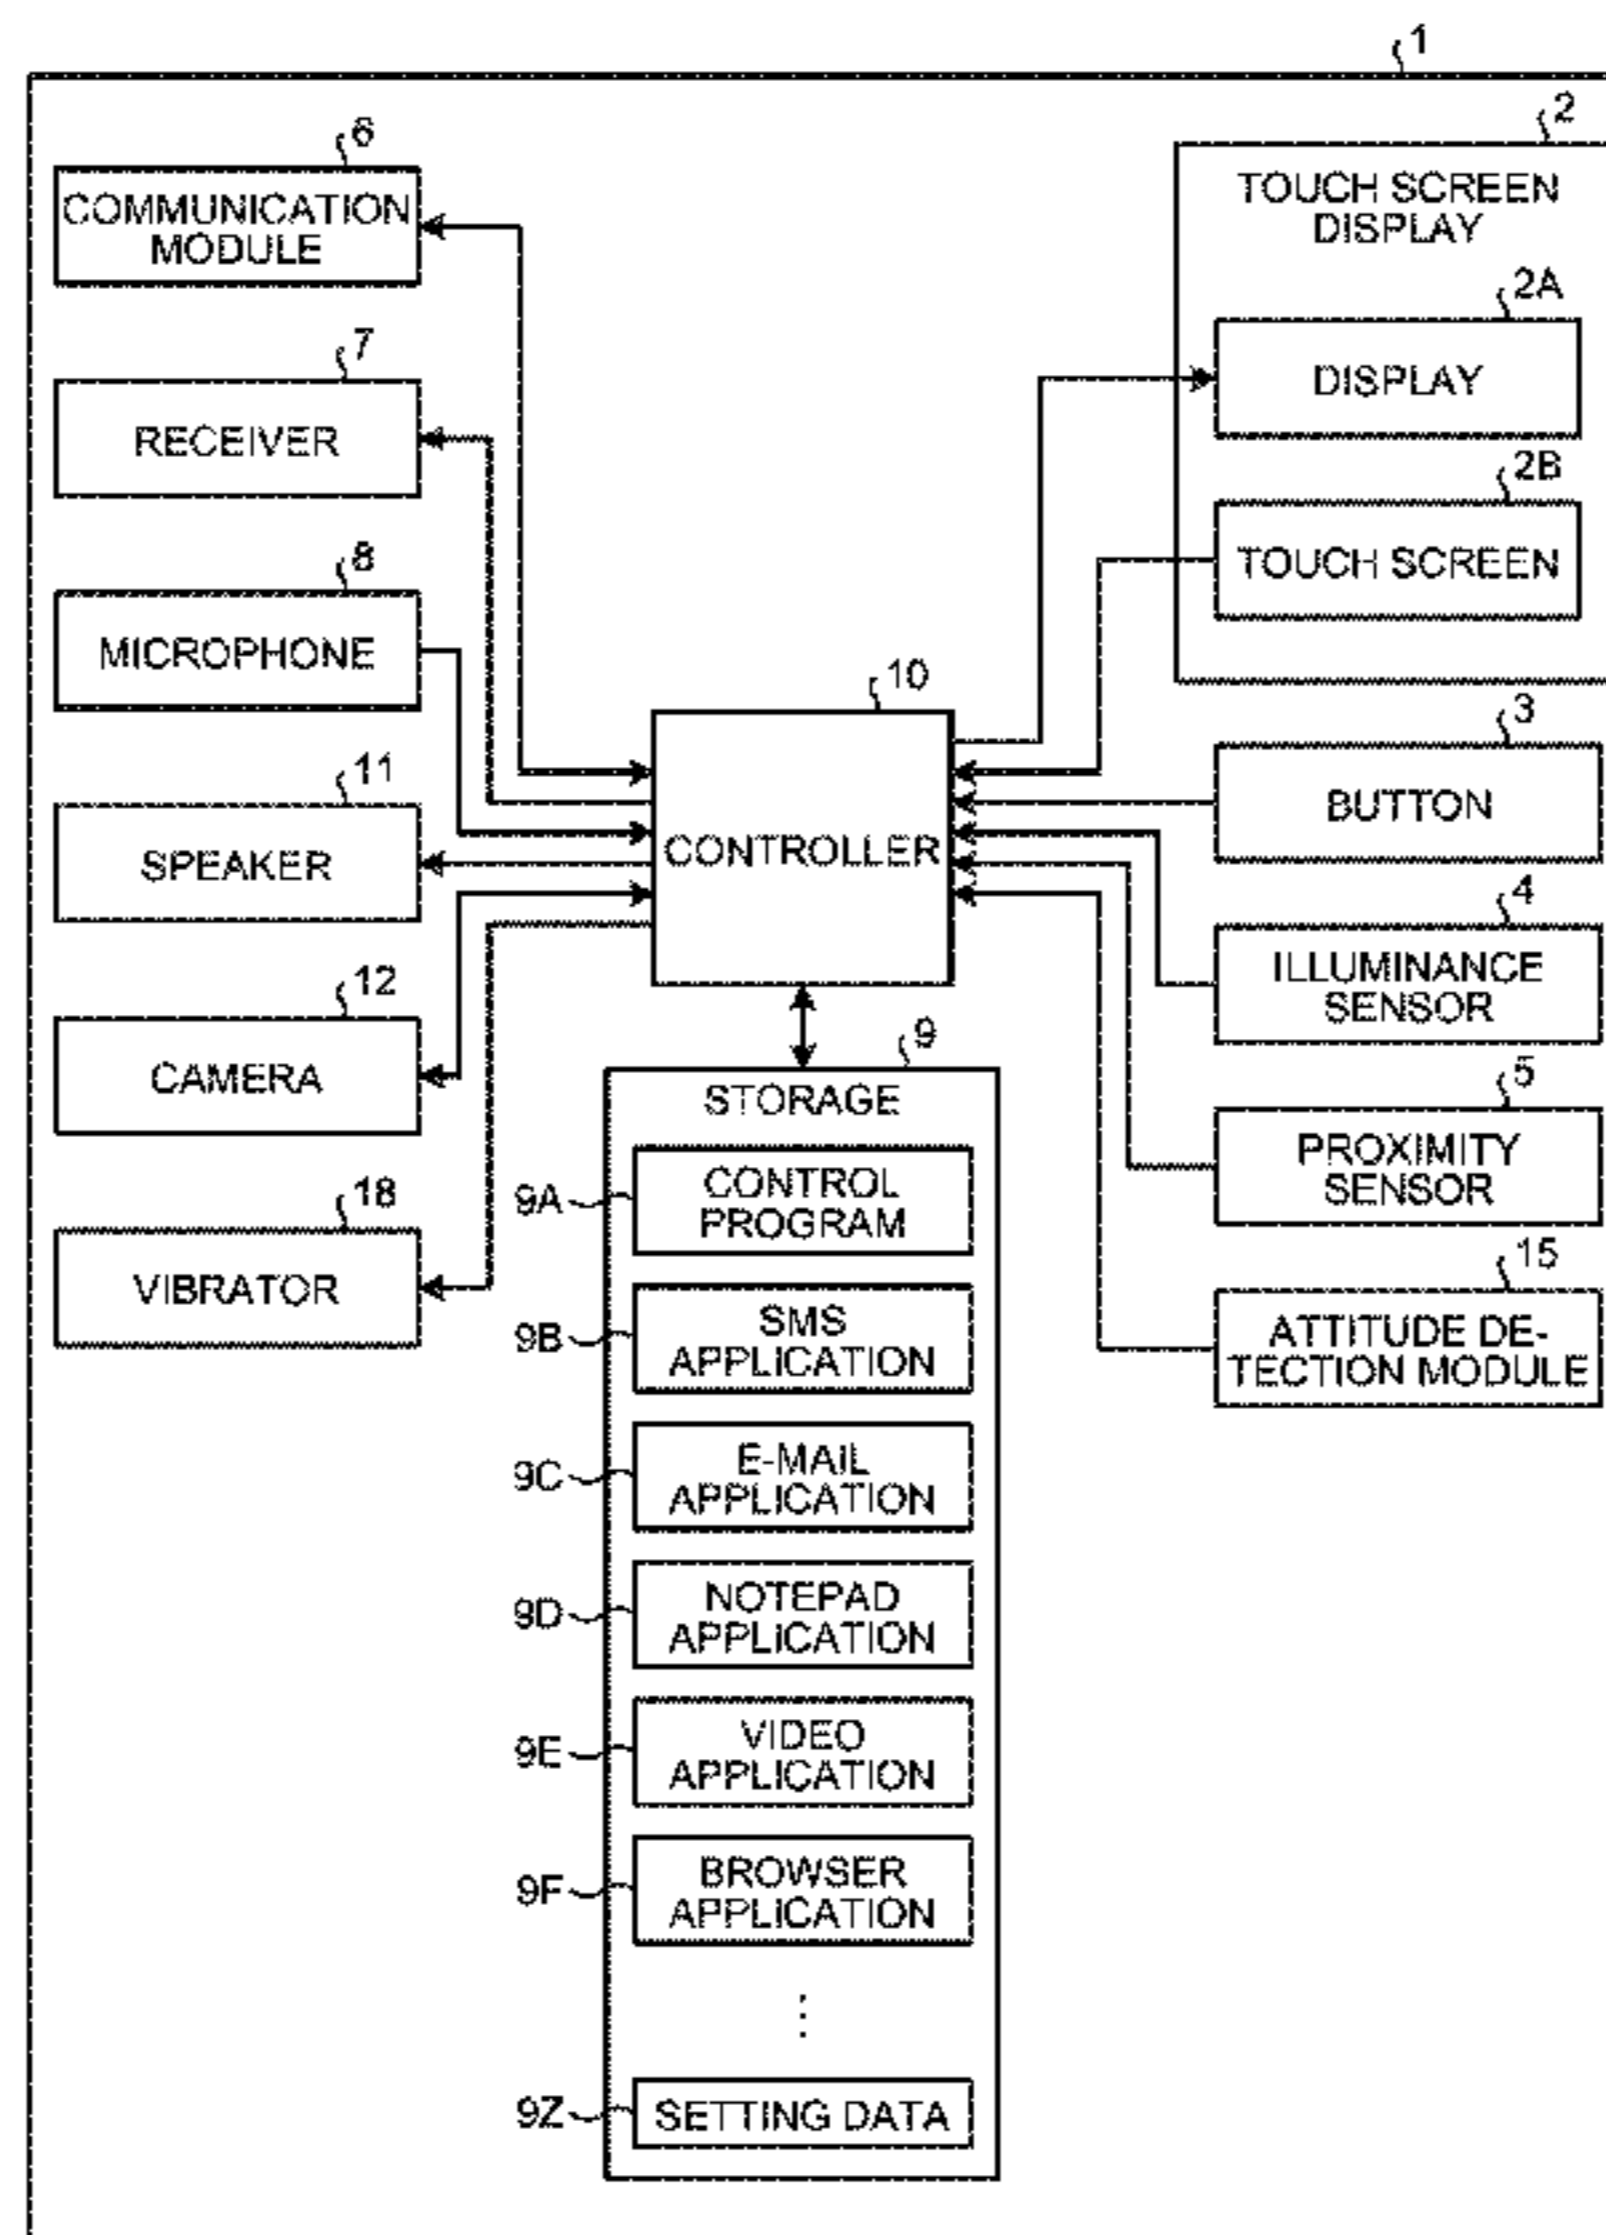 1
6
COMMUNICATION
MODULE
7
RECEIVER
8
MICROPHONE
11
SPEAKER
12
CAMERA
18
VIBRATOR
10
CONTROLLER
9
STORAGE
9A
CONTROL
PROGRAM
9B
SMS
APPLICATION
9C
E-MAIL
APPLICATION
9D
NOTEPAD
APPLICATION
9E
VIDEO
APPLICATION
9F
BROWSER
APPLICATION
⋮
9Z
SETTING DATA
2
TOUCH SCREEN
DISPLAY
2A
DISPLAY
2B
TOUCH SCREEN
3
BUTTON
4
ILLUMINANCE
SENSOR
5
PROXIMITY
SENSOR
15
ATTITUDE DE-
TECTION MODULE